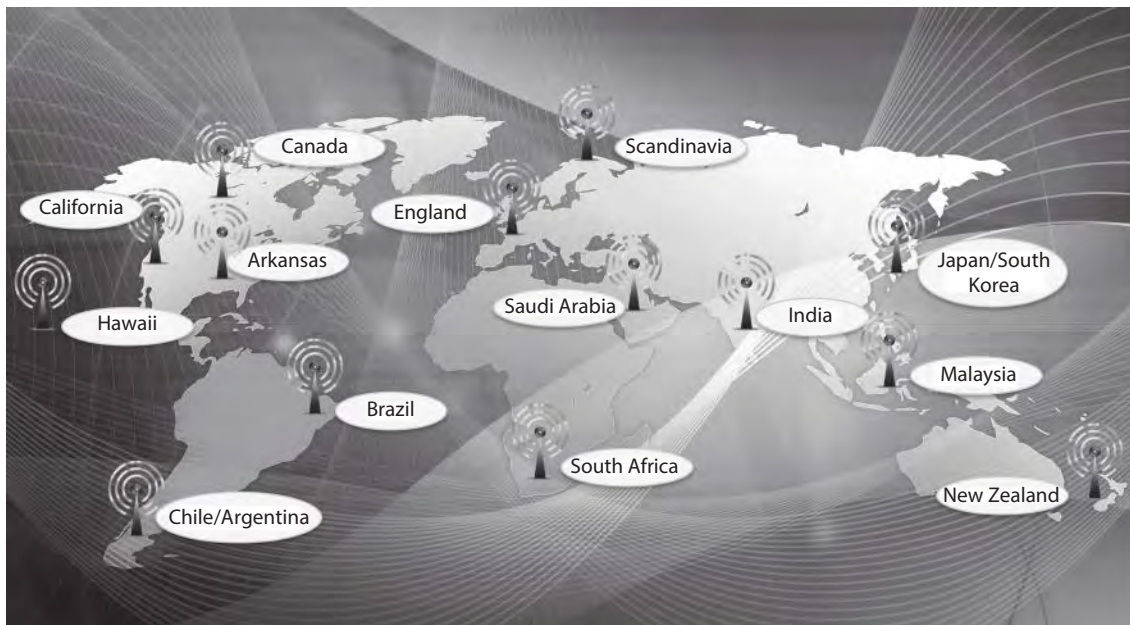 Canada
Scandinavia
California
England
Arkansas
Japan/South
Korea
Saudi Arabia
India
Hawaii
Malaysia
Brazil
South Africa
New Zealand
Chile/Argentina